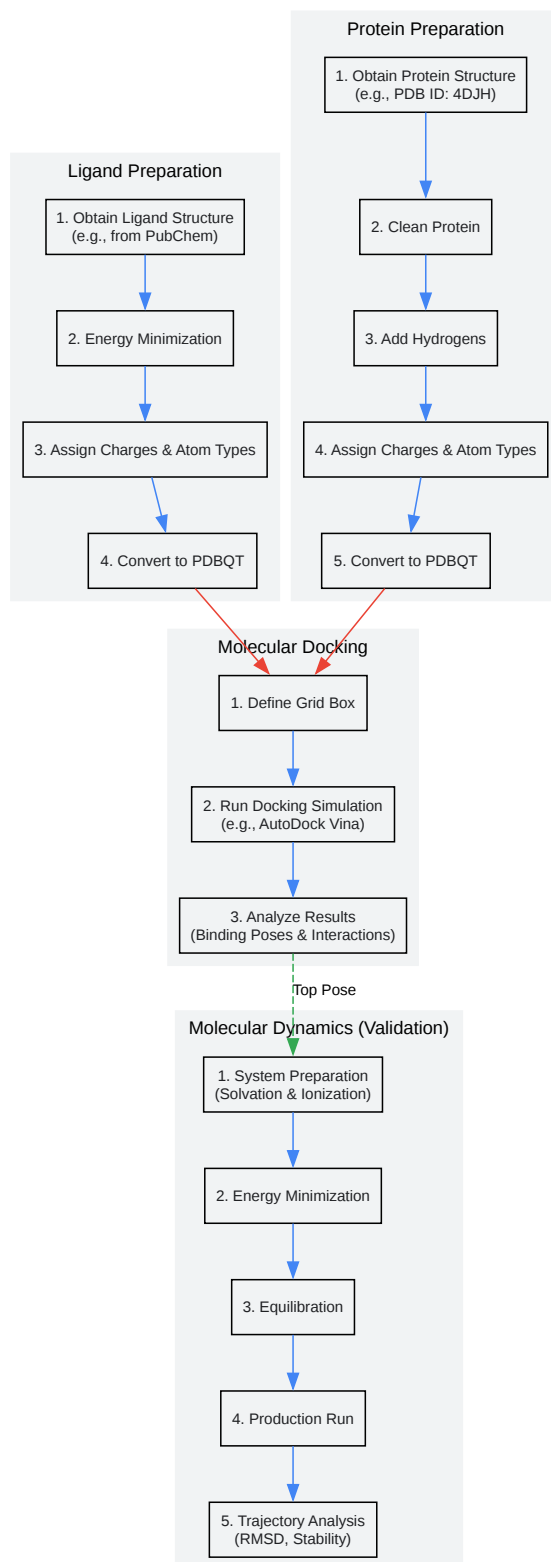 Protein Preparation
1. Obtain Protein Structure
(e.g., PDB ID: 4DJH)
2. Clean Protein
3. Add Hydrogens
4. Assign Charges & Atom Types
5. Convert to PDBQT
Ligand Preparation
1. Obtain Ligand Structure
(e.g., from PubChem)
2. Energy Minimization
3. Assign Charges & Atom Types
4. Convert to PDBQT
Molecular Docking
1. Define Grid Box
2. Run Docking Simulation
(e.g., AutoDock Vina)
3. Analyze Results
(Binding Poses & Interactions)
Top Pose
Molecular Dynamics (Validation)
1. System Preparation
(Solvation & Ionization)
2. Energy Minimization
3. Equilibration
4. Production Run
5. Trajectory Analysis
(RMSD, Stability)